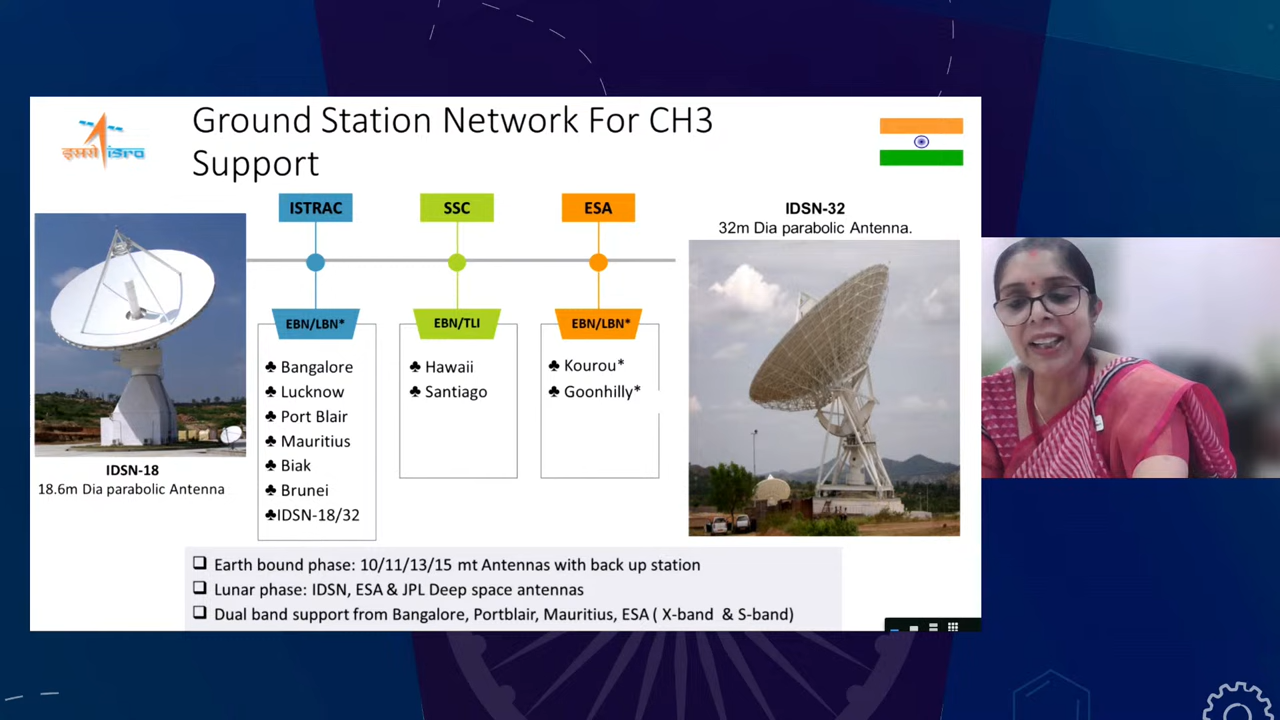 Ground Station Network For CH3
Support
इसरो isro
ISTRAC
SSC
ESA
IDSN-32
32m Dia parabolic Antenna.
EBN/LBN*
EBN/TLI
EBN/LBN*
♣ Bangalore
♣ Lucknow
♣ Port Blair
♣ Mauritius
♣ Biak
♣ Brunei
♣IDSN-18/32
♣ Hawaii
♣ Santiago
♣ Kourou*
♣ Goonhilly*
IDSN-18
18.6m Dia parabolic Antenna
❑ Earth bound phase: 10/11/13/15 mt Antennas with back up station
❑ Lunar phase: IDSN, ESA & JPL Deep space antennas
❑ Dual band support from Bangalore, Portblair, Mauritius, ESA ( X-band & S-band)